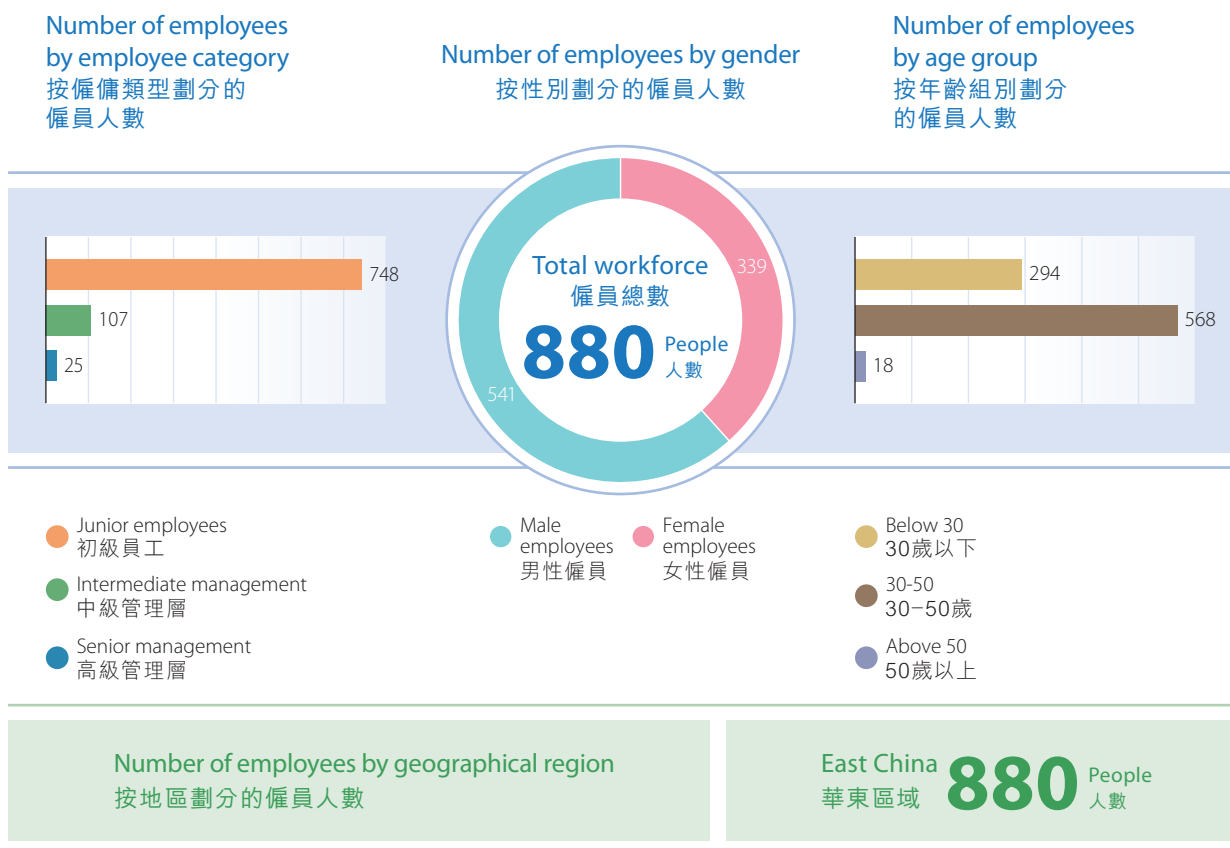 Number of employees
by employee category
按僱傭類型劃分的
僱員人數
Number of employees by gender
按性別劃分的僱員人數
Number of employees
by age group
按年齡組別劃分
的僱員人數
748
107
25
Total workforce
僱員總數
880 People
人數
339
541
294
568
18
Junior employees
初級員工
Intermediate management
中級管理層
Senior management
高級管理層
Male
employees
男性僱員
Female
employees
女性僱員
Below 30
30歲以下
30-50
30–50歲
Above 50
50歲以上
Number of employees by geographical region
按地區劃分的僱員人數
East China
華東區域
880 People
人數